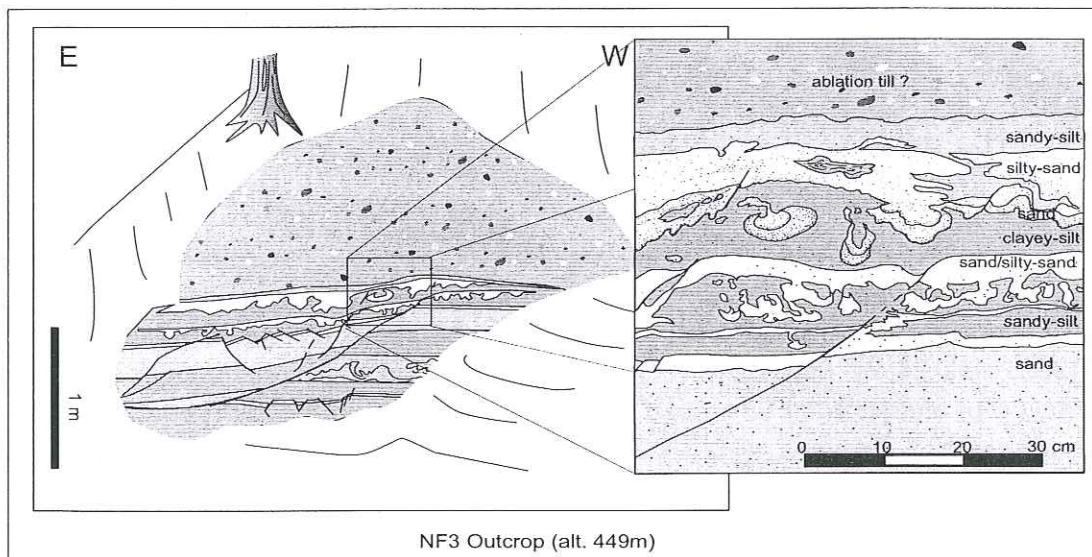 E
W
ablation till ?
sandy-silt
silty-sand
sand
clayey-silt
sand/silty-sand
sandy-silt
sand
1 m
0 10 20 30 cm
NF3 Outcrop (alt. 449m)